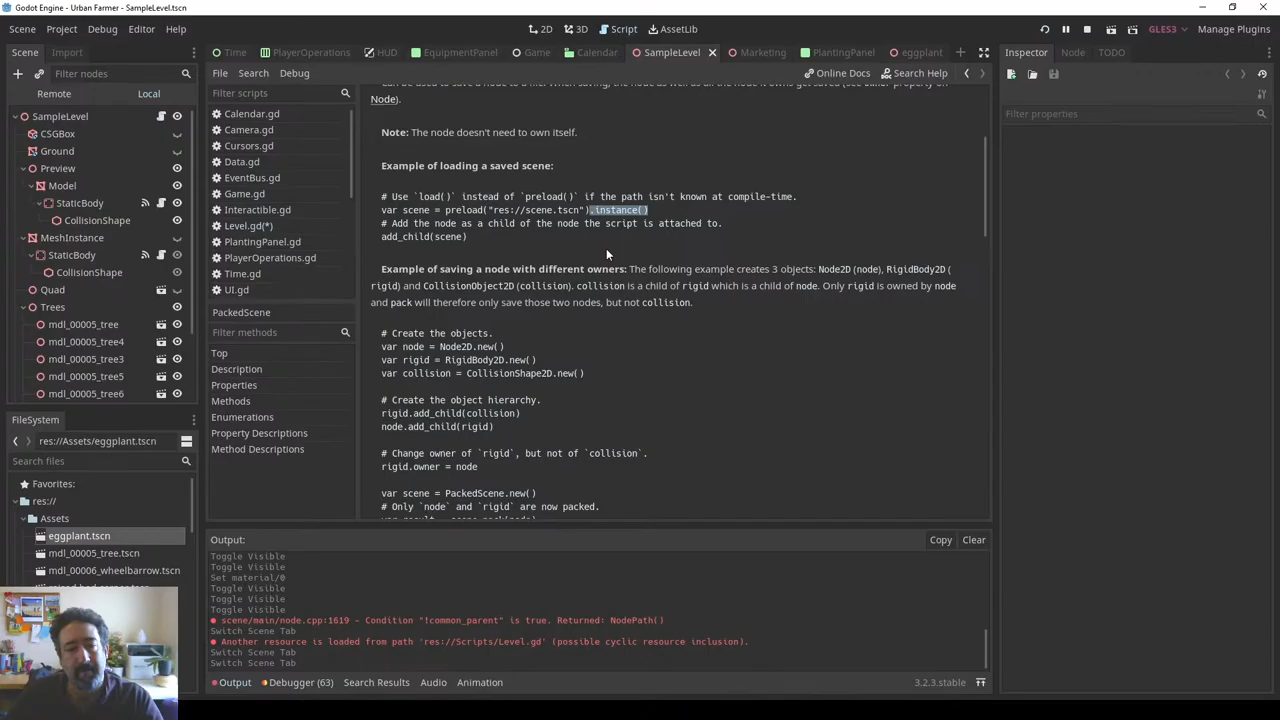 Godot Engine - Urban Farmer - SampleLevel.tscn
Scene Project Debug Editor Help
2D 3D Script AssetLib
GLES3 Manage Plugins
Scene Import
Time PlayerOperations HUD EquipmentPanel Game Calendar SampleLevel Marketing PlantingPanel eggplant
Inspector Node TODO
Filter nodes
File Search Debug
Online Docs Search Help
Remote Local
Filter scripts
Node).
Filter properties
SampleLevel
CSGBox
Ground
Preview
Model
StaticBody
CollisionShape
MeshInstance
StaticBody
CollisionShape
Quad
Trees
mdl_00005_tree
mdl_00005_tree4
mdl_00005_tree3
mdl_00005_tree5
mdl_00005_tree6
Calendar.gd
Camera.gd
Cursors.gd
Data.gd
EventBus.gd
Game.gd
Interactible.gd
Level.gd(*)
PlantingPanel.gd
PlayerOperations.gd
Time.gd
UI.gd
PackedScene
Filter methods
Top
Description
Properties
Methods
Enumerations
Property Descriptions
Method Descriptions
Note: The node doesn't need to own itself.
Example of loading a saved scene:
# Use `load()` instead of `preload()` if the path isn't known at compile-time.
var scene = preload("res://scene.tscn").instance()
# Add the node as a child of the node the script is attached to.
add_child(scene)
Example of saving a node with different owners: The following example creates 3 objects: Node2D (node), RigidBody2D (
rigid) and CollisionObject2D (collision). collision is a child of rigid which is a child of node. Only rigid is owned by node
and pack will therefore only save those two nodes, but not collision.
# Create the objects.
var node = Node2D.new()
var rigid = RigidBody2D.new()
var collision = CollisionShape2D.new()
# Create the object hierarchy.
rigid.add_child(collision)
node.add_child(rigid)
# Change owner of `rigid`, but not of `collision`.
rigid.owner = node
var scene = PackedScene.new()
# Only `node` and `rigid` are now packed.
FileSystem
res://Assets/eggplant.tscn
Search files
Favorites:
res://
Assets
eggplant.tscn
mdl_00005_tree.tscn
mdl_00006_wheelbarrow.tscn
Output:
Copy Clear
Toggle Visible
Toggle Visible
Set material/0
Toggle Visible
Toggle Visible
Toggle Visible
scene/main/node.cpp:1619 - Condition "!common_parent" is true. Returned: NodePath()
Switch Scene Tab
Another resource is loaded from path 'res://Scripts/Level.gd' (possible cyclic resource inclusion).
Switch Scene Tab
Switch Scene Tab
Output Debugger (63) Search Results Audio Animation
3.2.3.stable